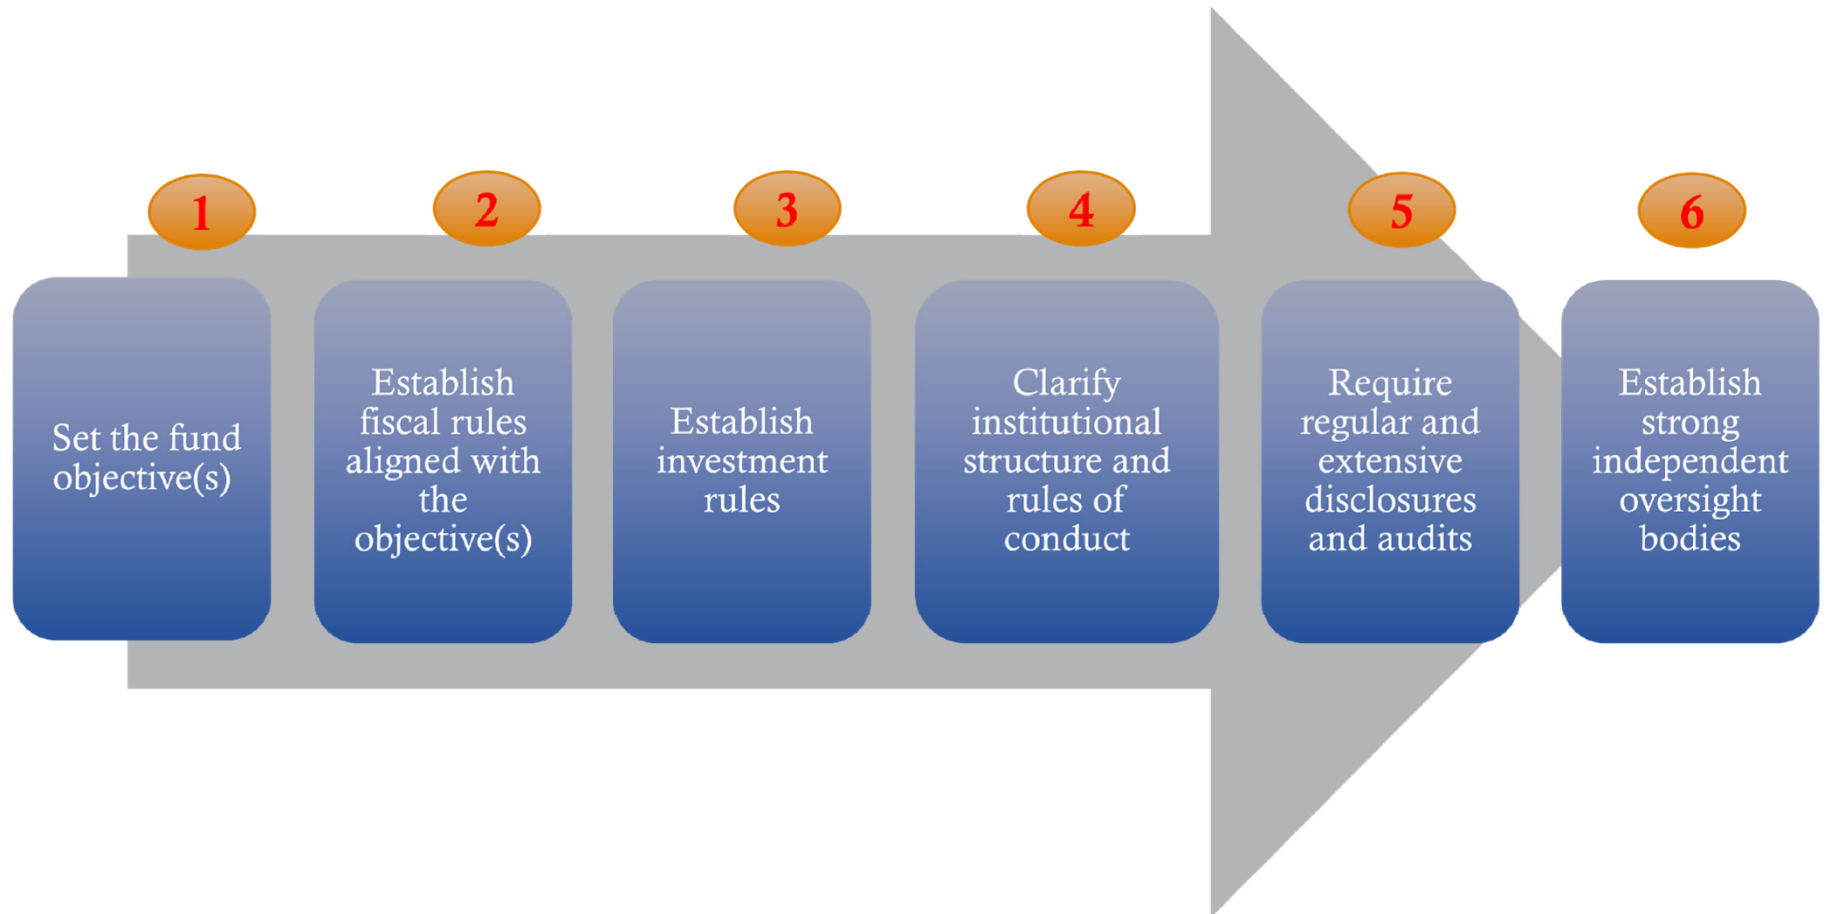 1
Set the fund
objective(s)
2
Establish
fiscal rules
aligned with
the
objective(s)
3
Establish
investment
rules
4
Clarify
institutional
structure and
rules of
conduct
5
Require
regular and
extensive
disclosures
and audits
6
Establish
strong
independent
oversight
bodies